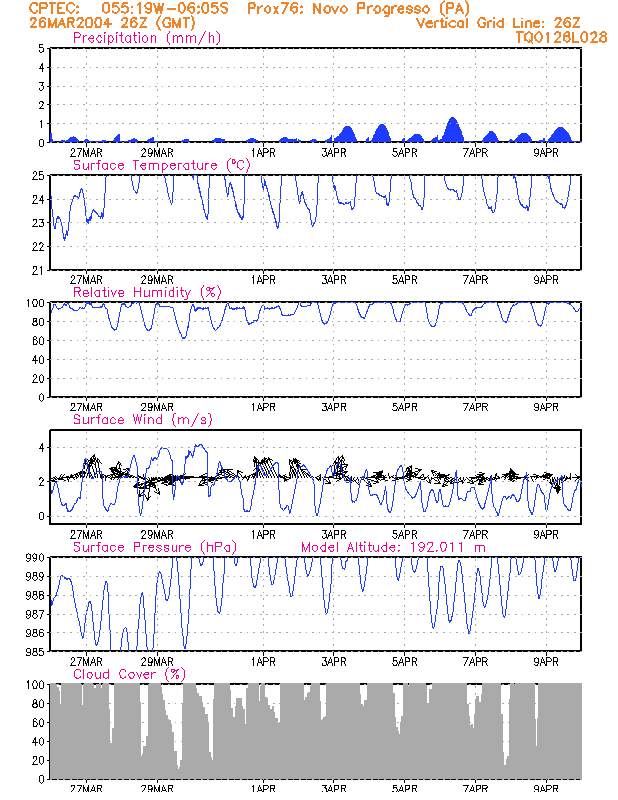 CPTEC: 055:19W-06:05S Prox76: Novo Progresso (PA)
26MAR2004 26Z (GMT) Vertical Grid Line: 26Z
Precipitation (mm/h) TQ0126L028
5
4
3
2
1
0
27MAR 29MAR 1APR 3APR 5APR 7APR 9APR
Surface Temperature (°C)
25
24
23
22
21
27MAR 29MAR 1APR 3APR 5APR 7APR 9APR
Relative Humidity (%)
100
80
60
40
20
0
27MAR 29MAR 1APR 3APR 5APR 7APR 9APR
Surface Wind (m/s)
4
2
0
27MAR 29MAR 1APR 3APR 5APR 7APR 9APR
Surface Pressure (hPa) Model Altitude: 192.011 m
990
989
988
987
986
985
27MAR 29MAR 1APR 3APR 5APR 7APR 9APR
Cloud Cover (%)
100
80
60
40
20
0
27MAR 29MAR 1APR 3APR 5APR 7APR 9APR